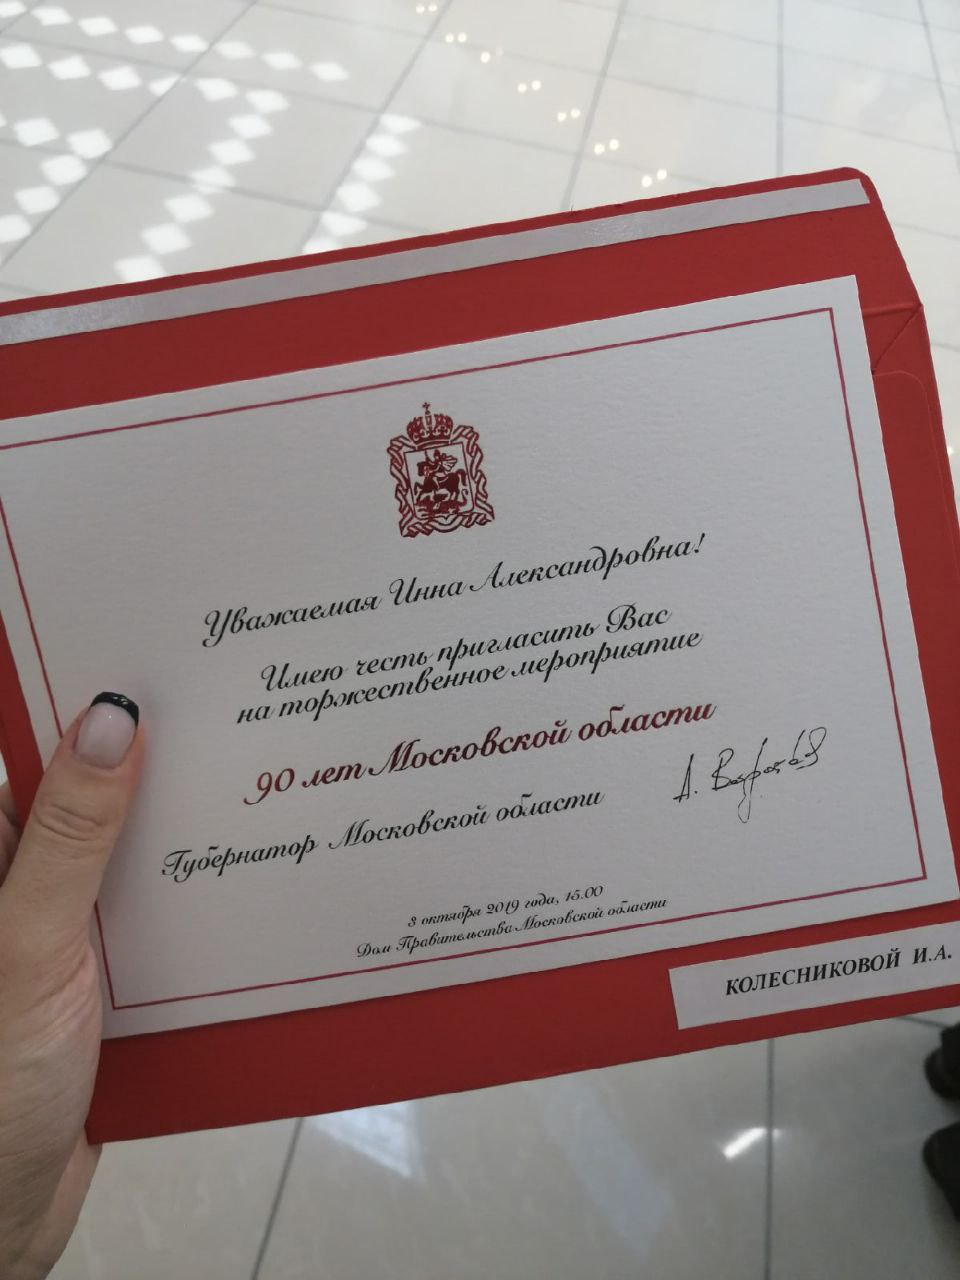 Уважаемая Инна Александровна!
Имею честь пригласить Вас
на торжественное мероприятие
90 лет Московской области
Губернатор Московской области
А. Воробьёв
3 октября 2019 года, 15.00
Дом Правительства Московской области
КОЛЕСНИКОВОЙ И.А.